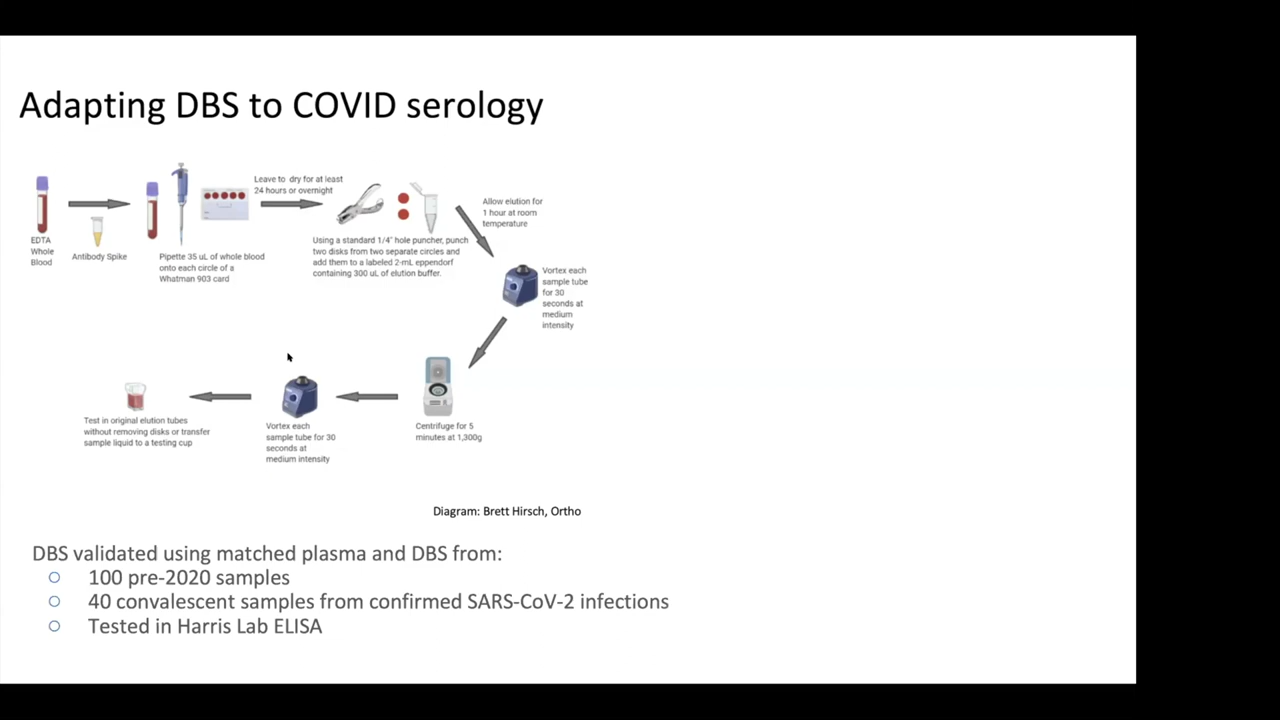 Adapting DBS to COVID serology
EDTA
Whole
Blood
Antibody Spike
Pipette 35 uL of whole blood
onto each circle of a
Whatman 903 card
Leave to dry for at least
24 hours or overnight
Using a standard 1/4" hole puncher, punch
two disks from two separate circles and
add them to a labeled 2-mL eppendorf
containing 300 uL of elution buffer.
Allow elution for
1 hour at room
temperature
Vortex each
sample tube
for 30
seconds at
medium
intensity
Centrifuge for 5
minutes at 1,300g
Vortex each
sample tube for 30
seconds at
medium intensity
Test in original elution tubes
without removing disks or transfer
sample liquid to a testing cup
Diagram: Brett Hirsch, Ortho
DBS validated using matched plasma and DBS from:
○ 100 pre-2020 samples
○ 40 convalescent samples from confirmed SARS-CoV-2 infections
○ Tested in Harris Lab ELISA